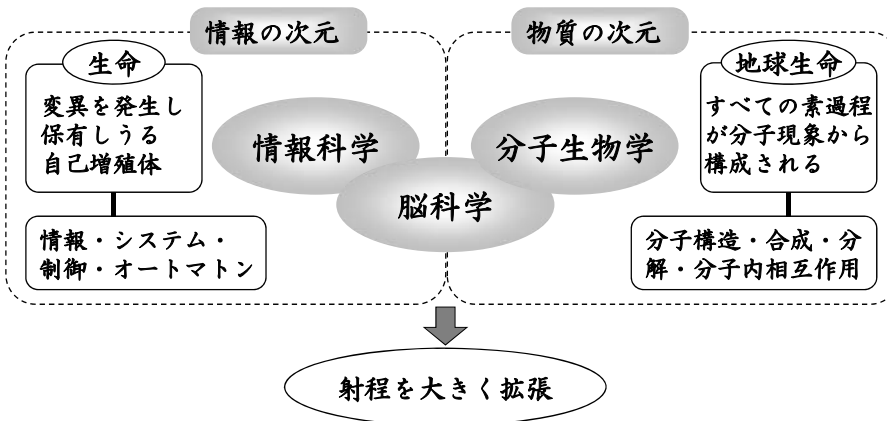 情報の次元
物質の次元
生命
変異を発生し
保有しうる
自己増殖体
情報・システム・
制御・オートマトン
情報科学
脳科学
分子生物学
地球生命
すべての素過程
が分子現象から
構成される
分子構造・合成・分
解・分子内相互作用
射程を大きく拡張